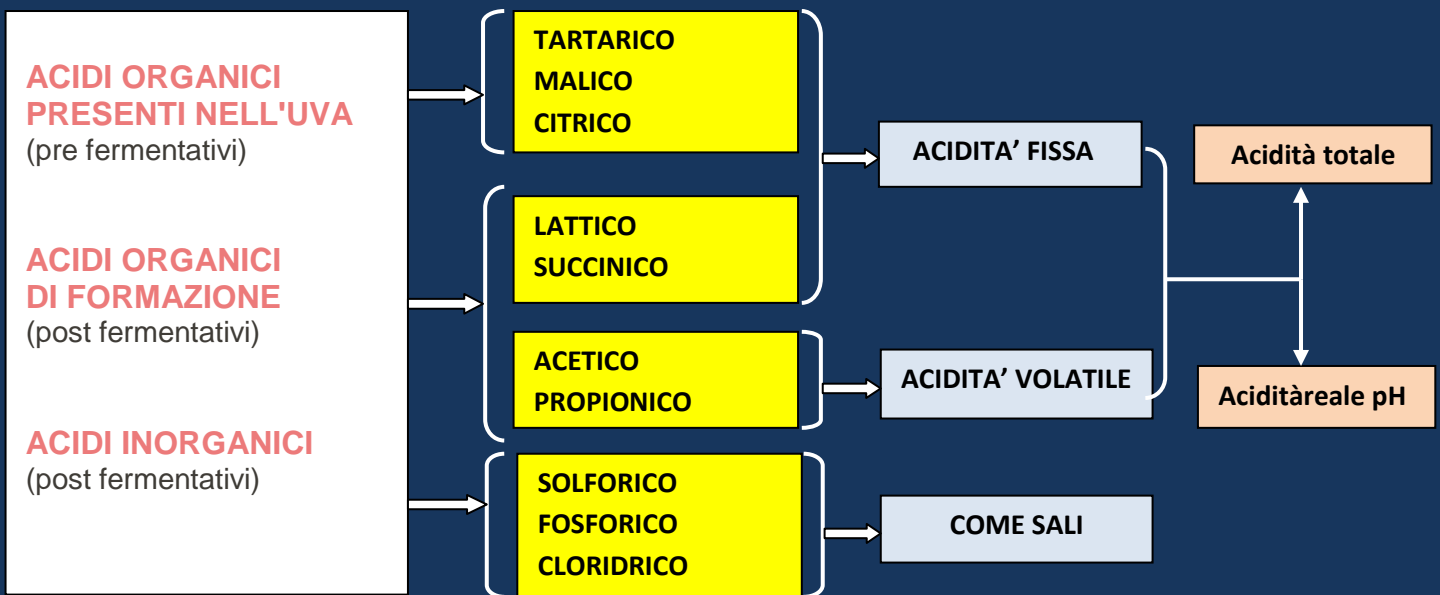 ACIDI ORGANICI
PRESENTI NELL'UVA
(pre fermentativi)
ACIDI ORGANICI
DI FORMAZIONE
(post fermentativi)
ACIDI INORGANICI
(post fermentativi)
TARTARICO
MALICO
CITRICO
LATTICO
SUCCINICO
ACETICO
PROPIONICO
SOLFORICO
FOSFORICO
CLORIDRICO
ACIDITA’ FISSA
ACIDITA’ VOLATILE
COME SALI
Acidità totale
Aciditàreale pH